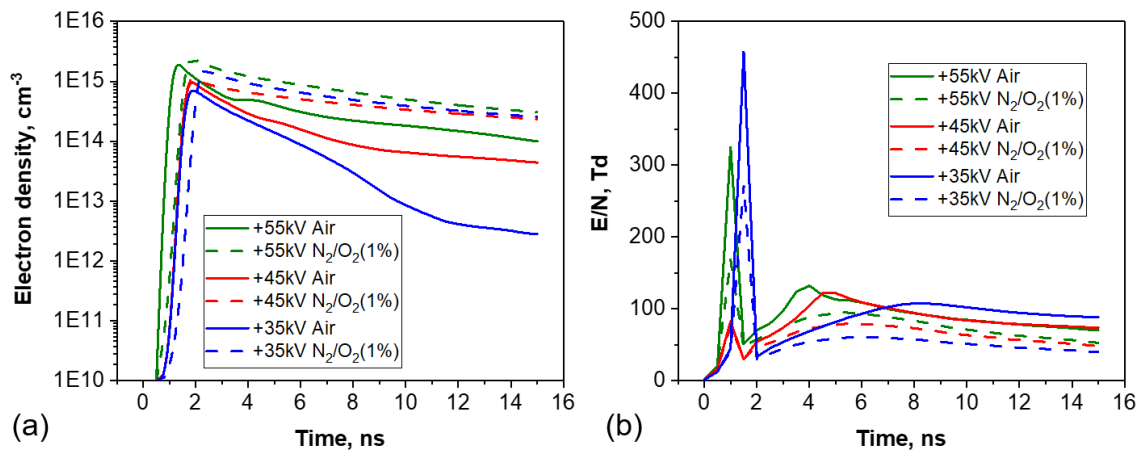 1E16
1E15
1E14
1E13
1E12
1E11
1E10
Electron density, cm⁻³
+55kV Air
+55kV N₂/O₂(1%)
+45kV Air
+45kV N₂/O₂(1%)
+35kV Air
+35kV N₂/O₂(1%)
0 2 4 6 8 10 12 14 16
Time, ns
(a)
500
400
300
200
100
0
E/N, Td
+55kV Air
+55kV N₂/O₂(1%)
+45kV Air
+45kV N₂/O₂(1%)
+35kV Air
+35kV N₂/O₂(1%)
0 2 4 6 8 10 12 14 16
Time, ns
(b)